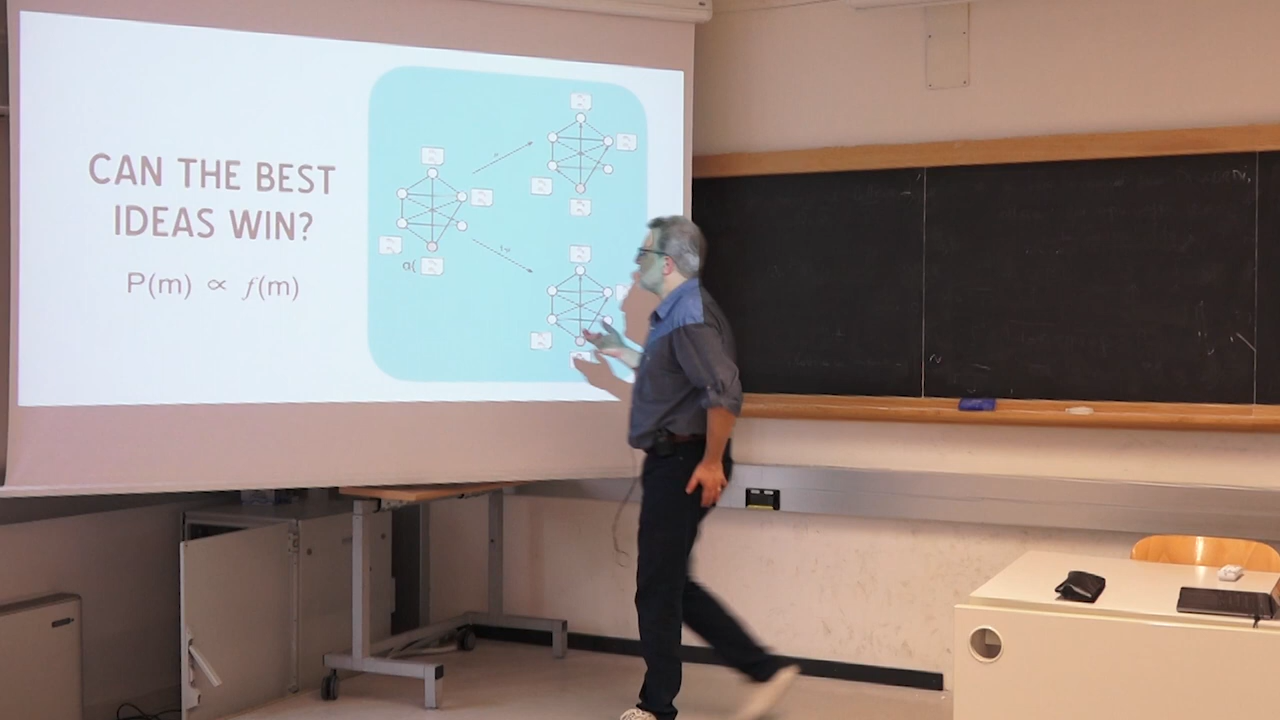 CAN THE BEST
IDEAS WIN?
P(m) ∝ f(m)
a(